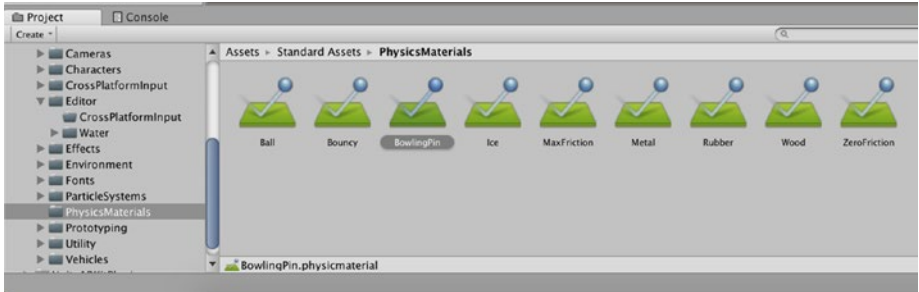 Project Console
Create
Assets Standard Assets PhysicsMaterials
Cameras
Characters
CrossPlatformInput
Editor
CrossPlatformInput
Water
Effects
Environment
Fonts
ParticleSystems
PhysicsMaterials
Prototyping
Utility
Vehicles
Ball Bouncy BowlingPin Ice MaxFriction Metal Rubber Wood ZeroFriction
BowlingPin.physicmaterial